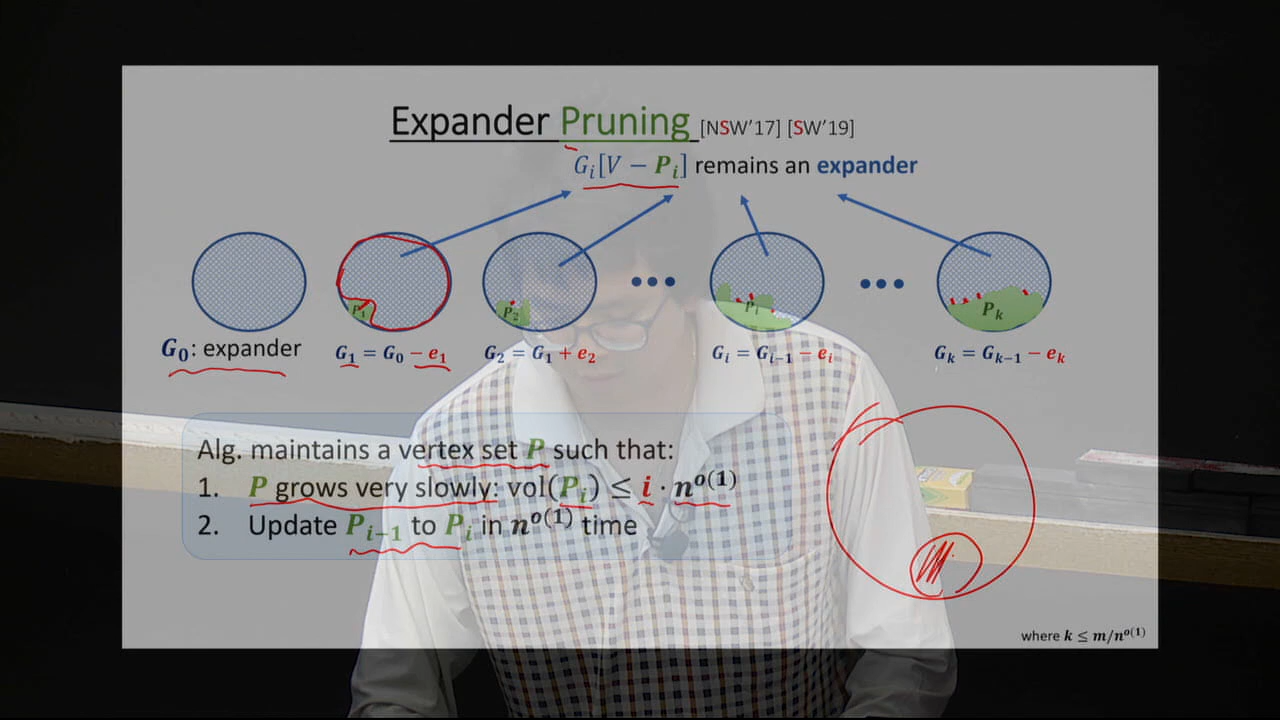 Expander Pruning [NSW'17] [SW'19]
G_i[V − P_i] remains an expander
P_1 P_2 P_i P_k
G_0: expander G_1 = G_0 − e_1 G_2 = G_1 + e_2 G_i = G_{i−1} − e_i G_k = G_{k−1} − e_k
Alg. maintains a vertex set P such that:
1. P grows very slowly: vol(P_i) ≤ i · n^{o(1)}
2. Update P_{i−1} to P_i in n^{o(1)} time
where k ≤ m/n^{o(1)}